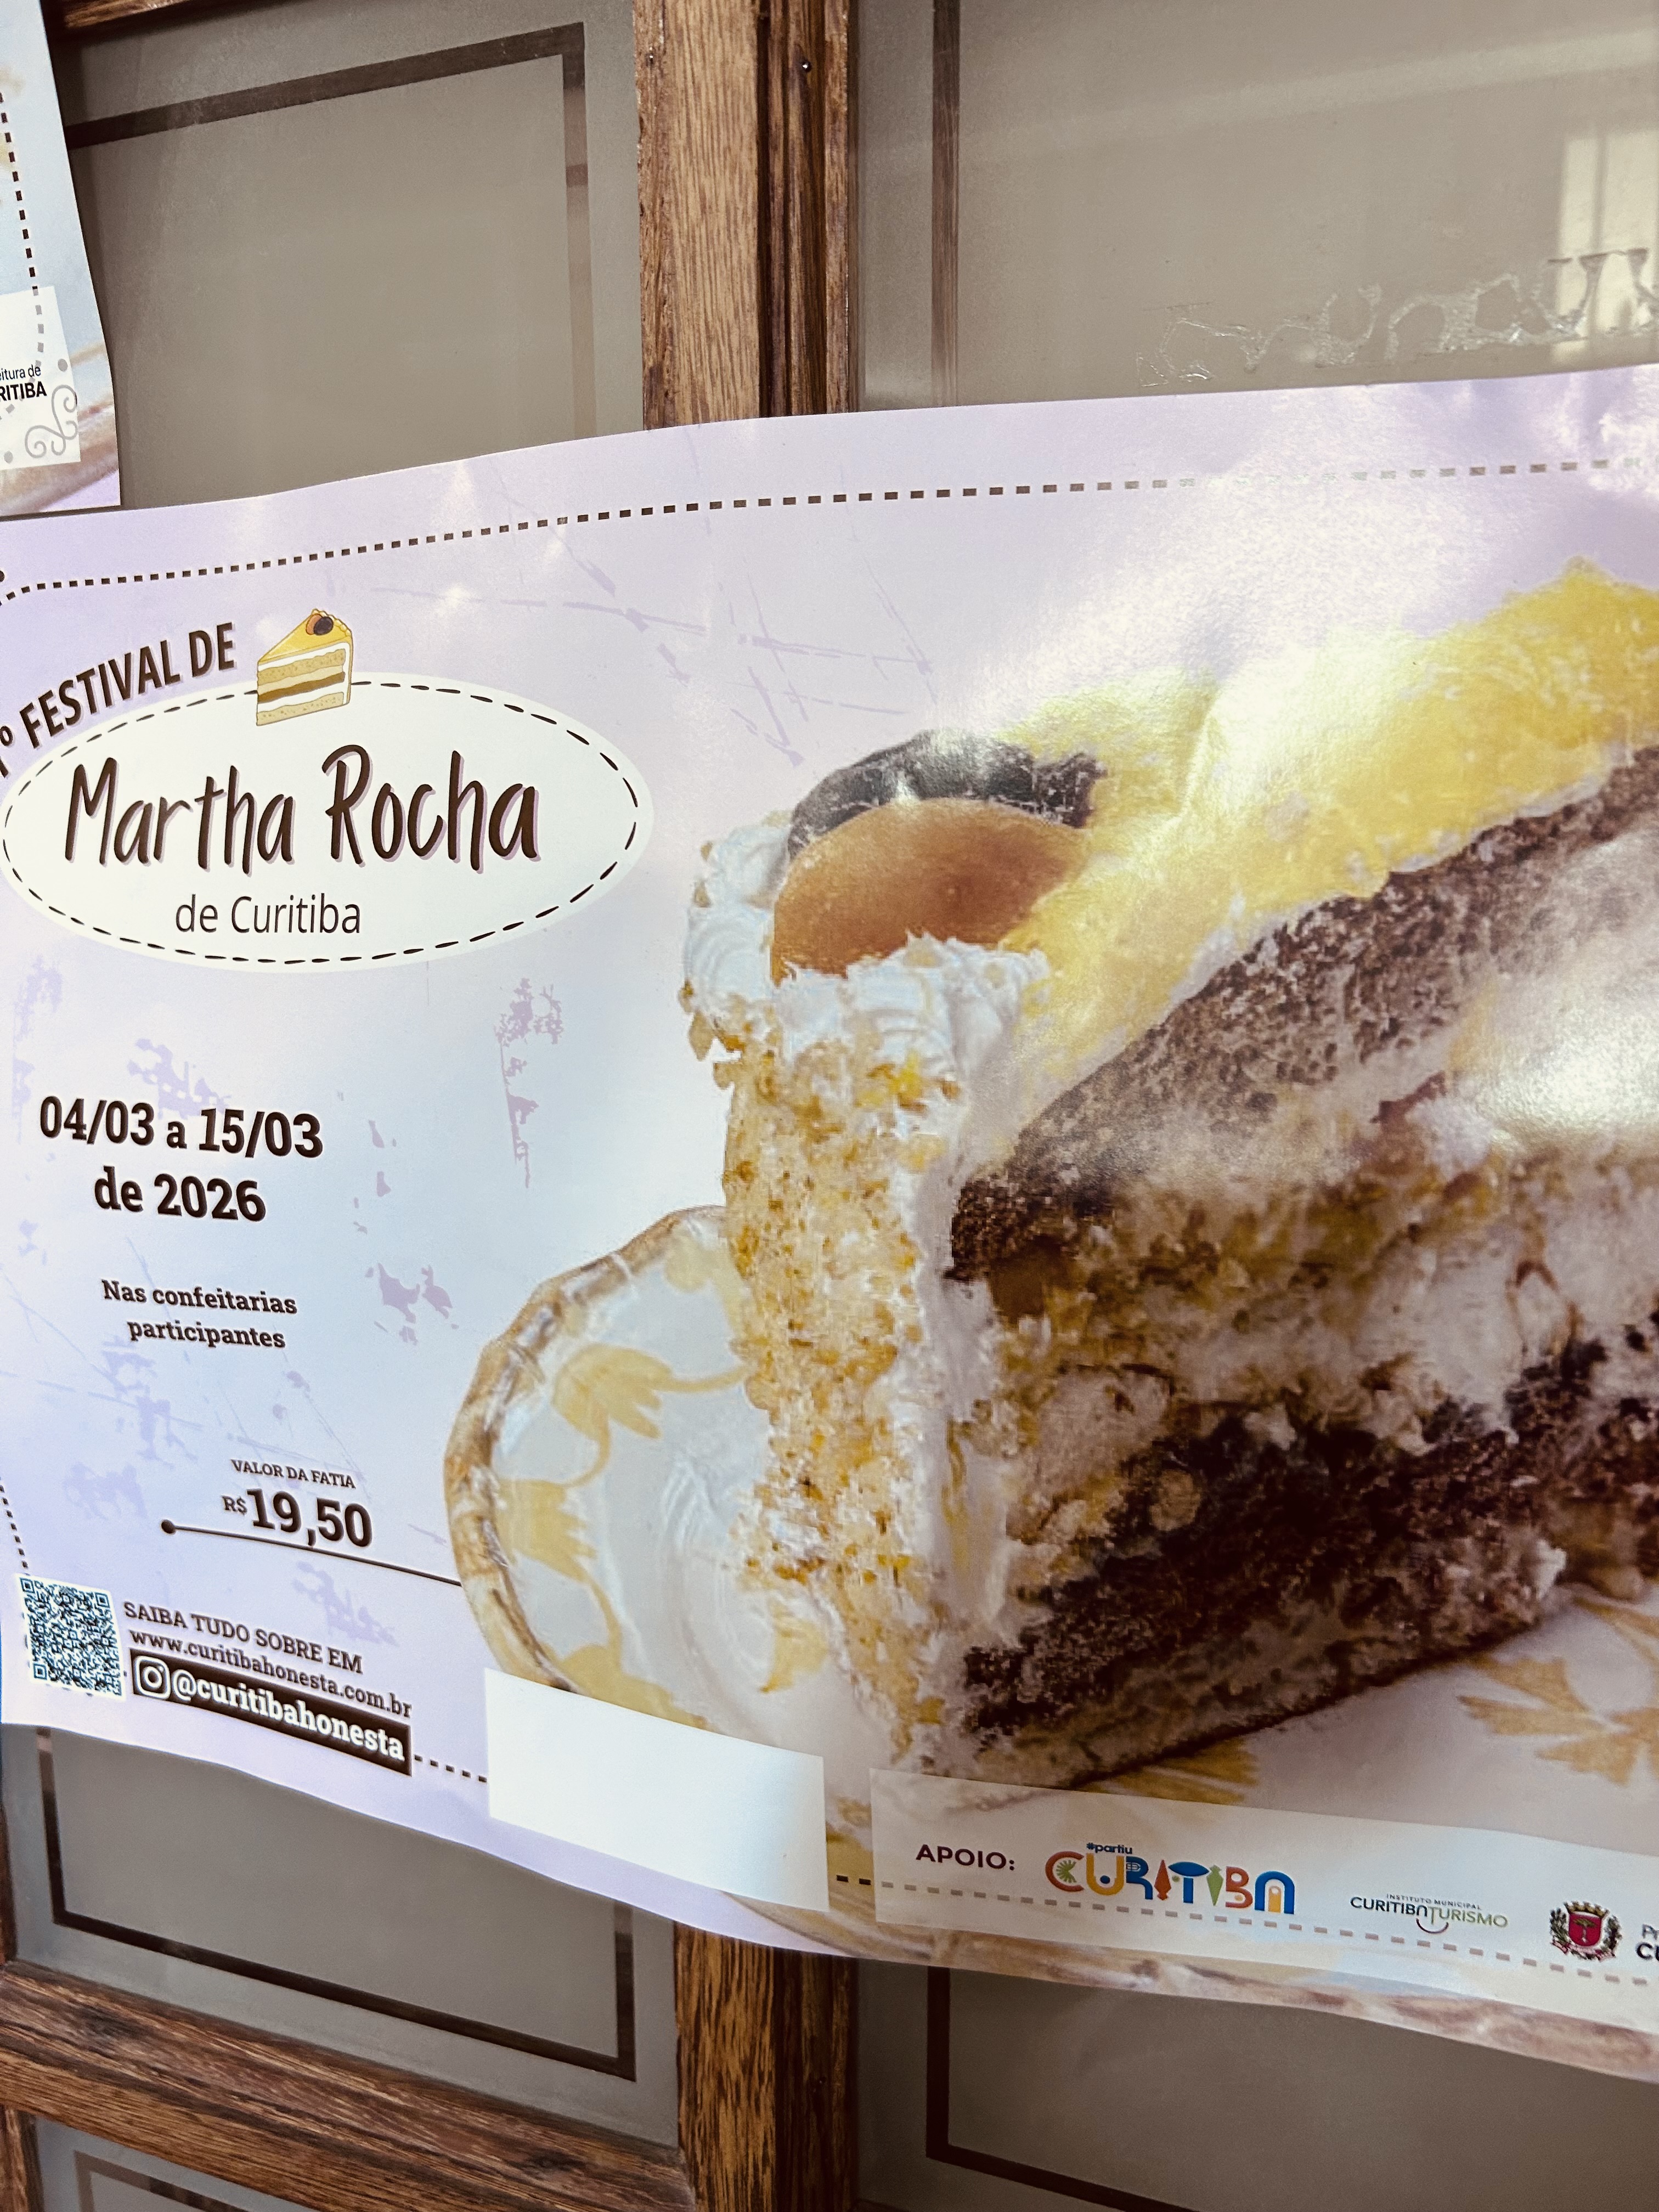 FESTIVAL DE
Martha Rocha
de Curitiba
04/03 a 15/03
de 2026
Nas confeitarias
participantes
VALOR DA FATIA
R$19,50
SAIBA TUDO SOBRE EM
www.curitibahonesta.com.br
@curitibahonesta
APOIO:
#partiu
CURITIBA
INSTITUTO MUNICIPAL
CURITIBATURISMO